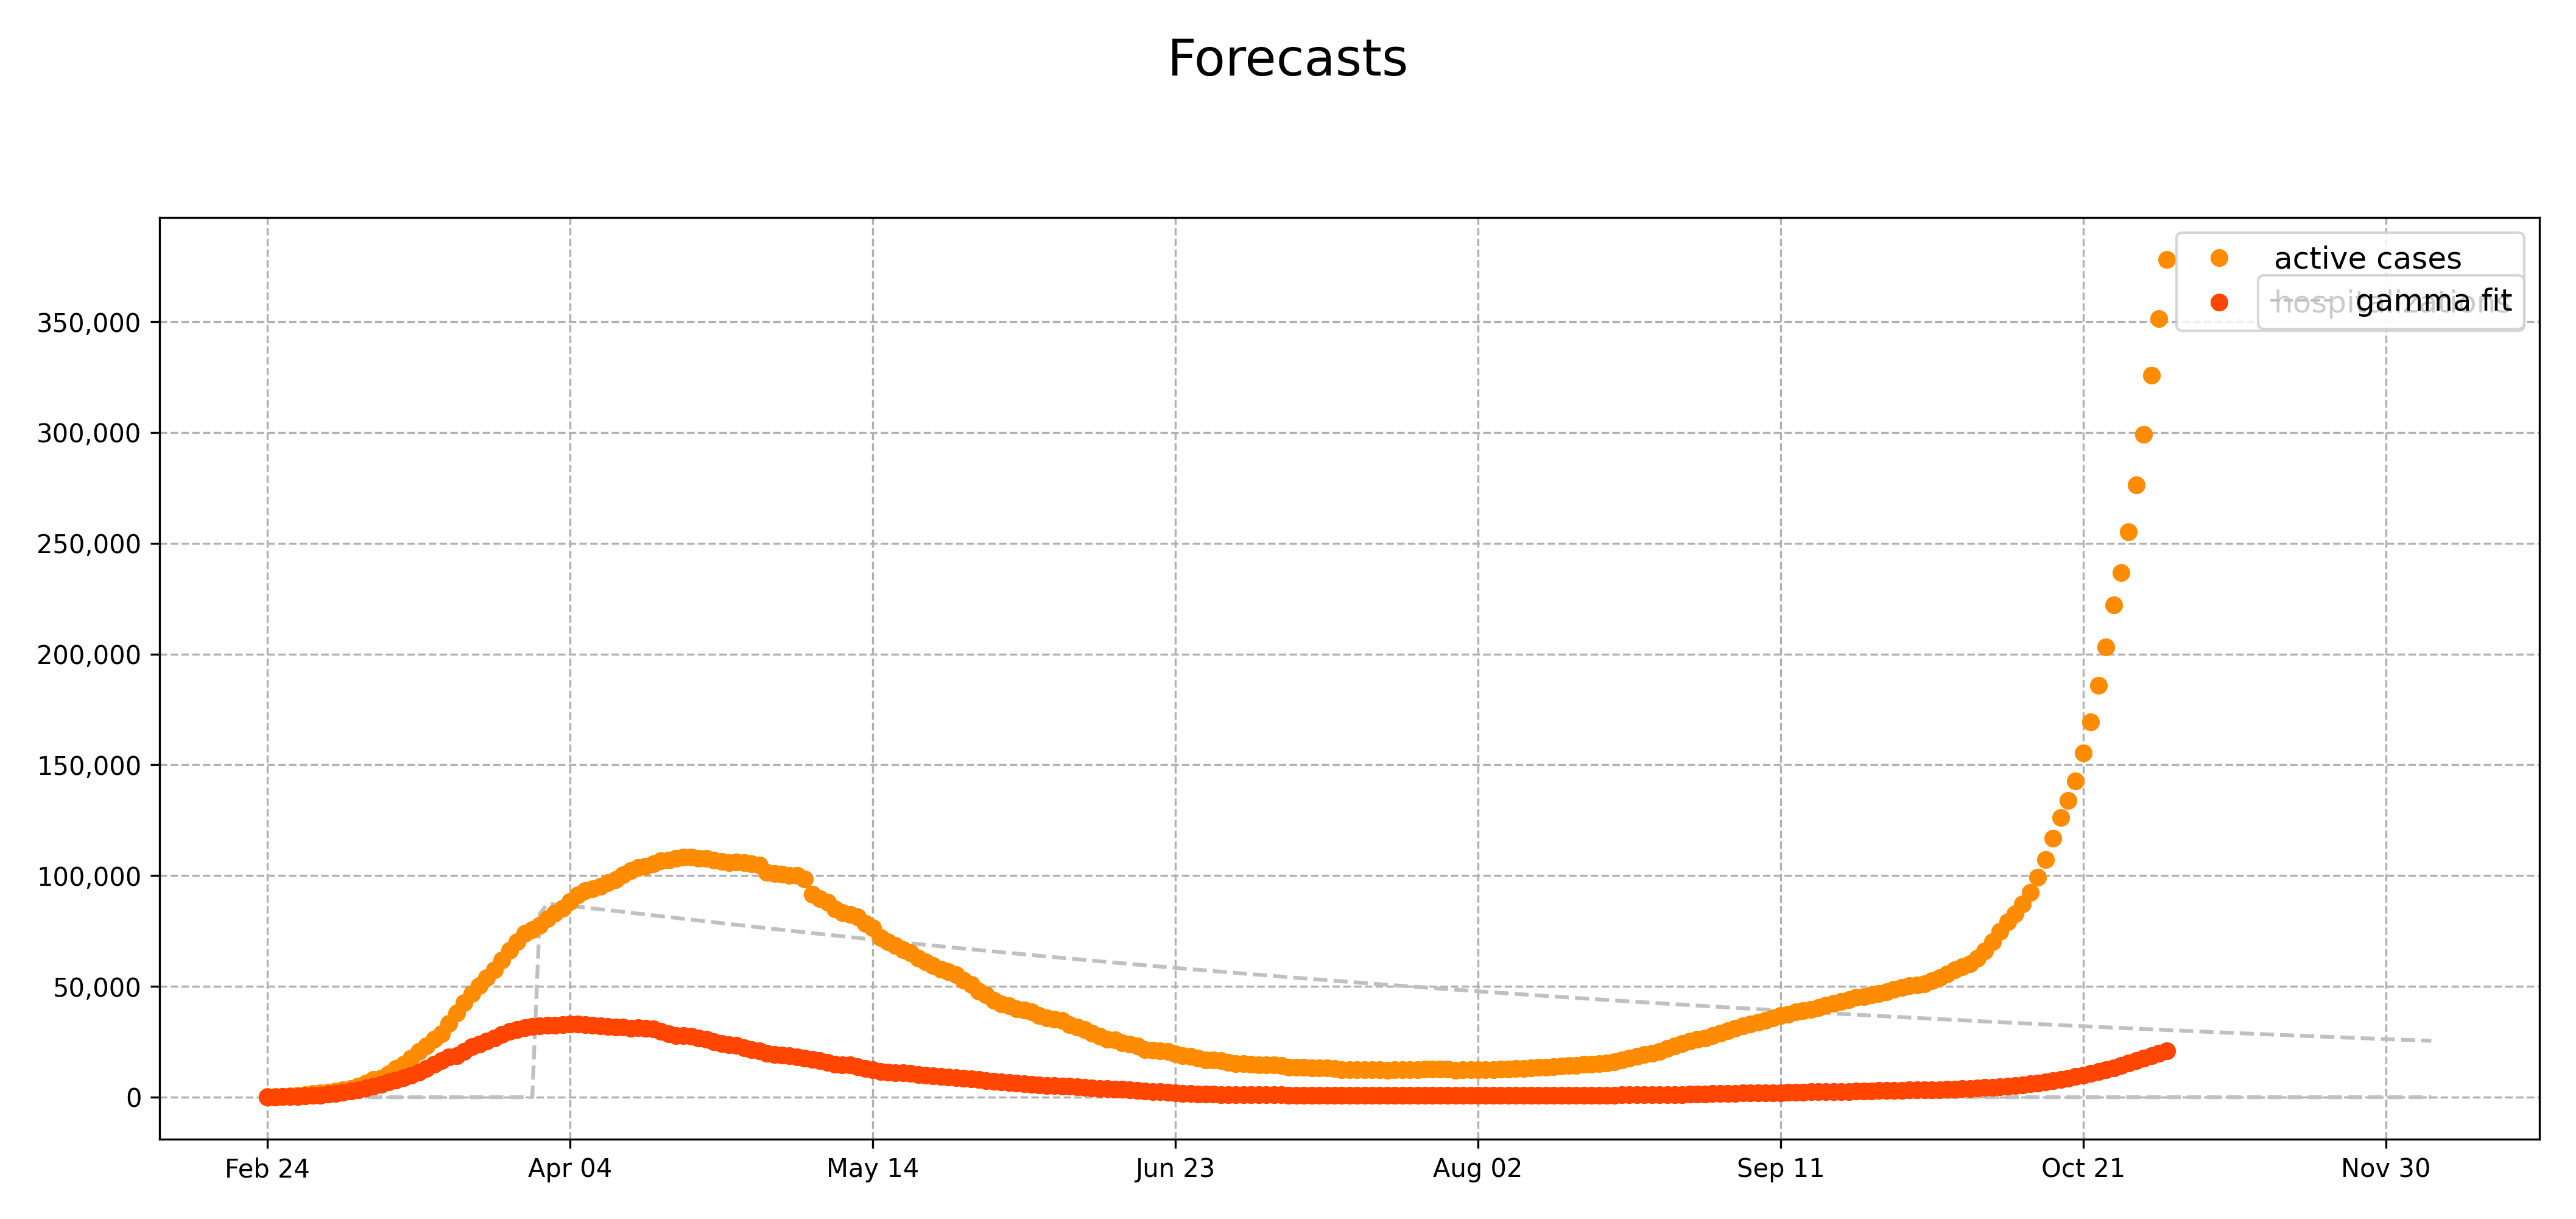 Forecasts
active cases
hospitalizations
gamma fit
350,000
300,000
250,000
200,000
150,000
100,000
50,000
0
Feb 24
Apr 04
May 14
Jun 23
Aug 02
Sep 11
Oct 21
Nov 30